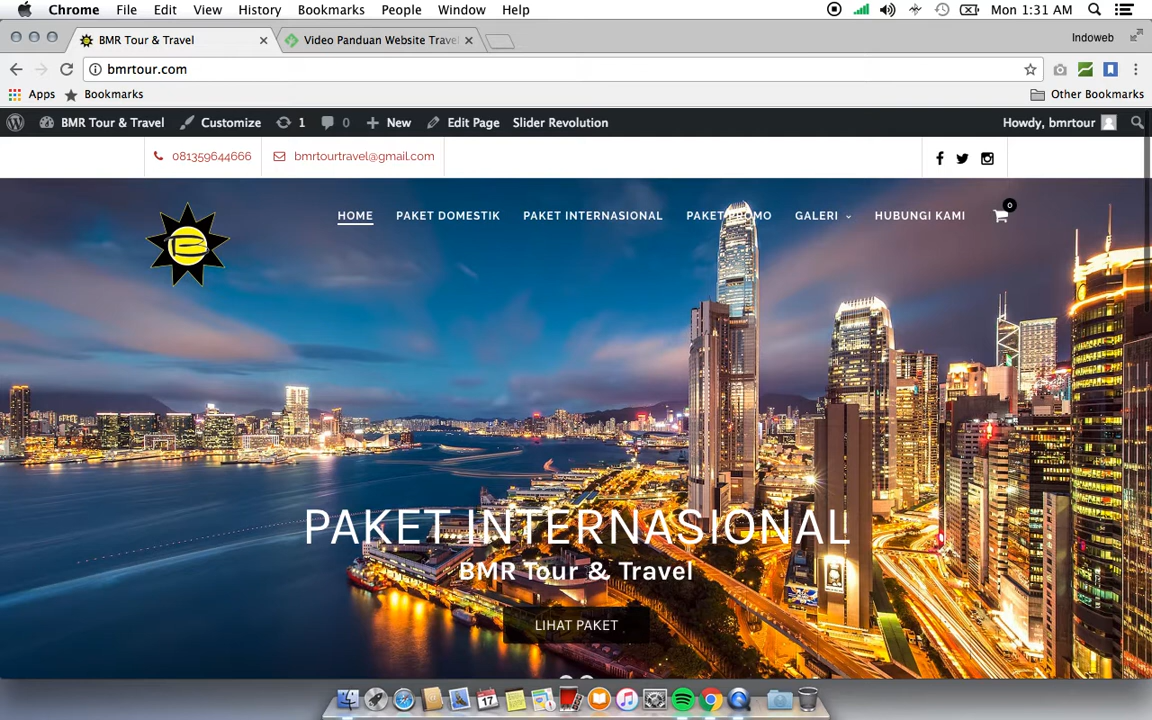 Chrome File Edit View History Bookmarks People Window Help Mon 1:31 AM
BMR Tour & Travel Video Panduan Website Travel Indoweb
bmrtour.com
Apps Bookmarks Other Bookmarks
BMR Tour & Travel Customize 1 0 New Edit Page Slider Revolution Howdy, bmrtour
081359644666 bmrtourtravel@gmail.com
HOME PAKET DOMESTIK PAKET INTERNASIONAL PAKET PROMO GALERI HUBUNGI KAMI 0
B
PAKET INTERNASIONAL
BMR Tour & Travel
LIHAT PAKET
17